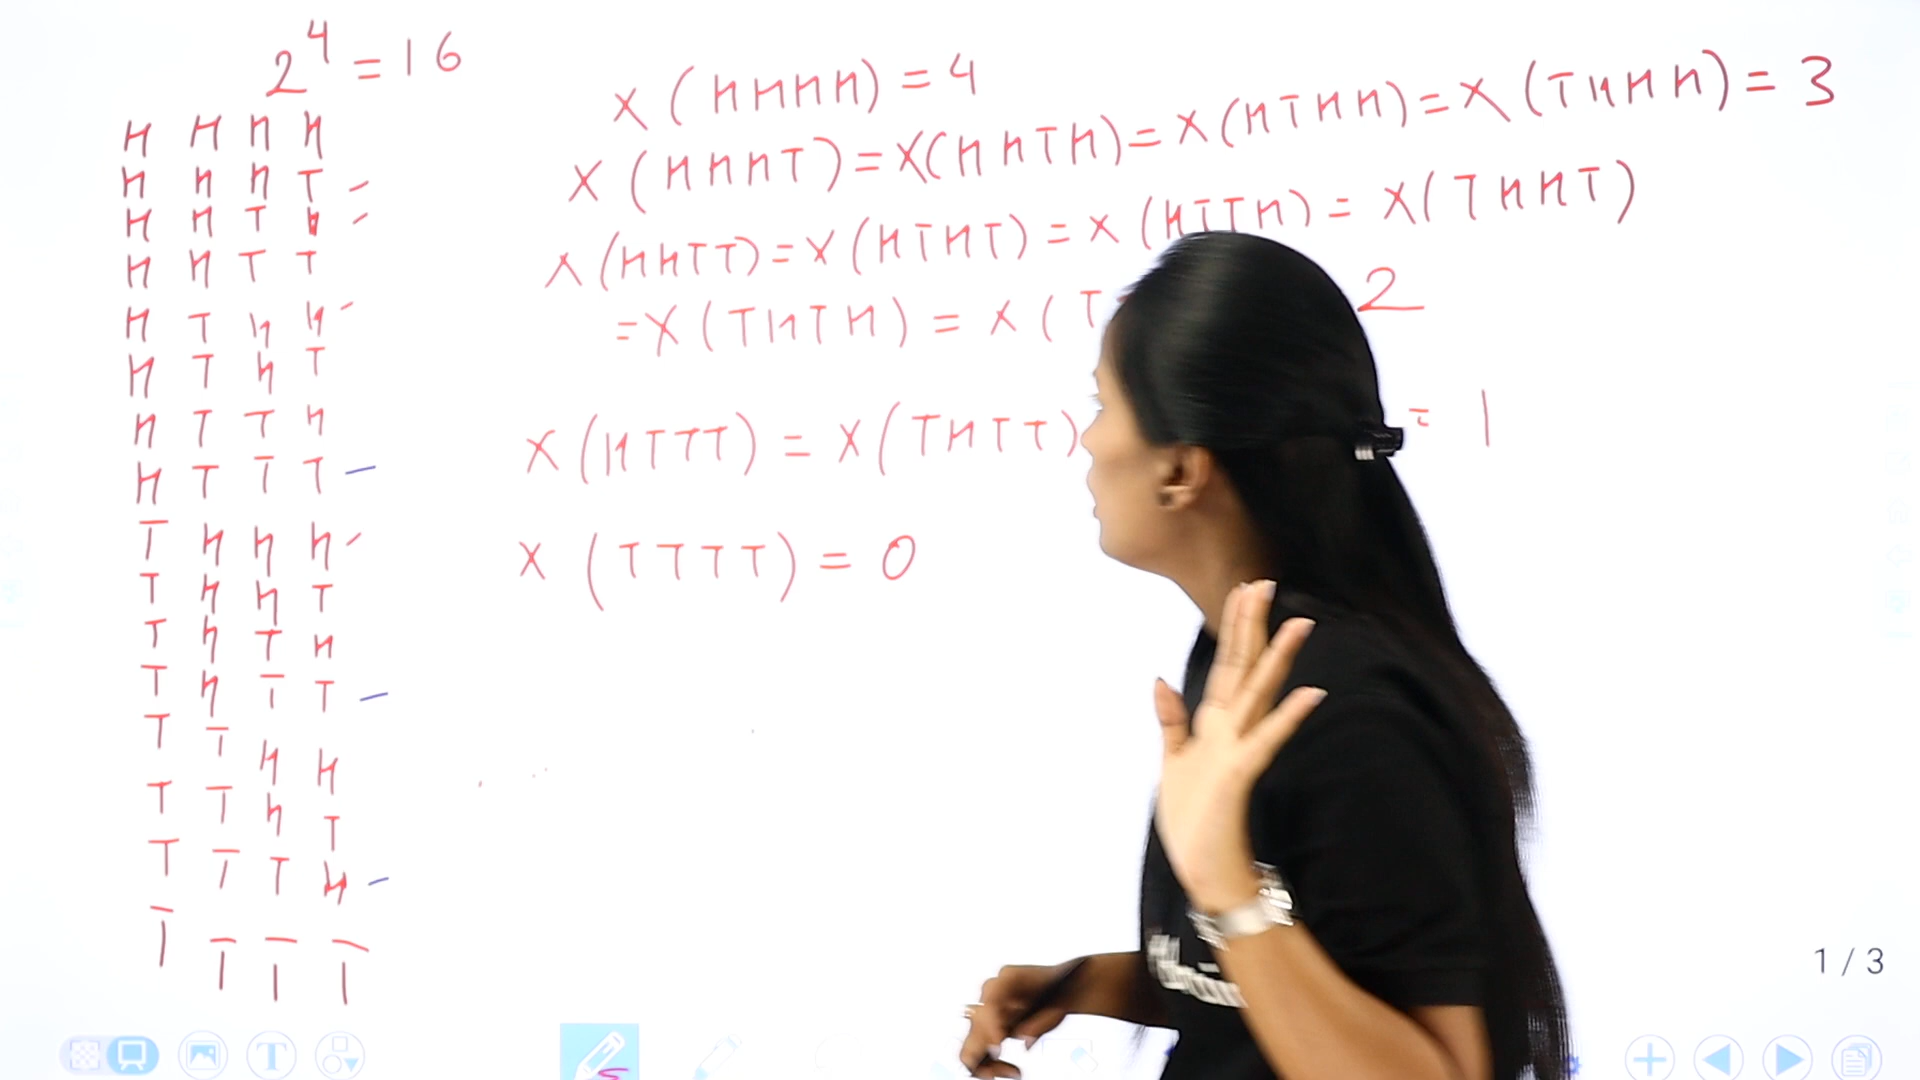 2⁴ = 16
H H H H
H H H T –
H H T H –
H H T T
H T H H –
H T H T
H T T H
H T T T –
T H H H –
T H H T
T H T H
T H T T –
T T H H
T T H T
T T T H –
T T T T
X (HHHH) = 4
X (HHHT) = X(HHTH) = X(HTHH) = X(THHH) = 3
X (HHTT) = X (HTHT) = X (HTTH) = X(THHT)
= X (THTH) = X (T 2
X (HTTT) = X (THTT) = 1
X (TTTT) = 0
1 / 3
T